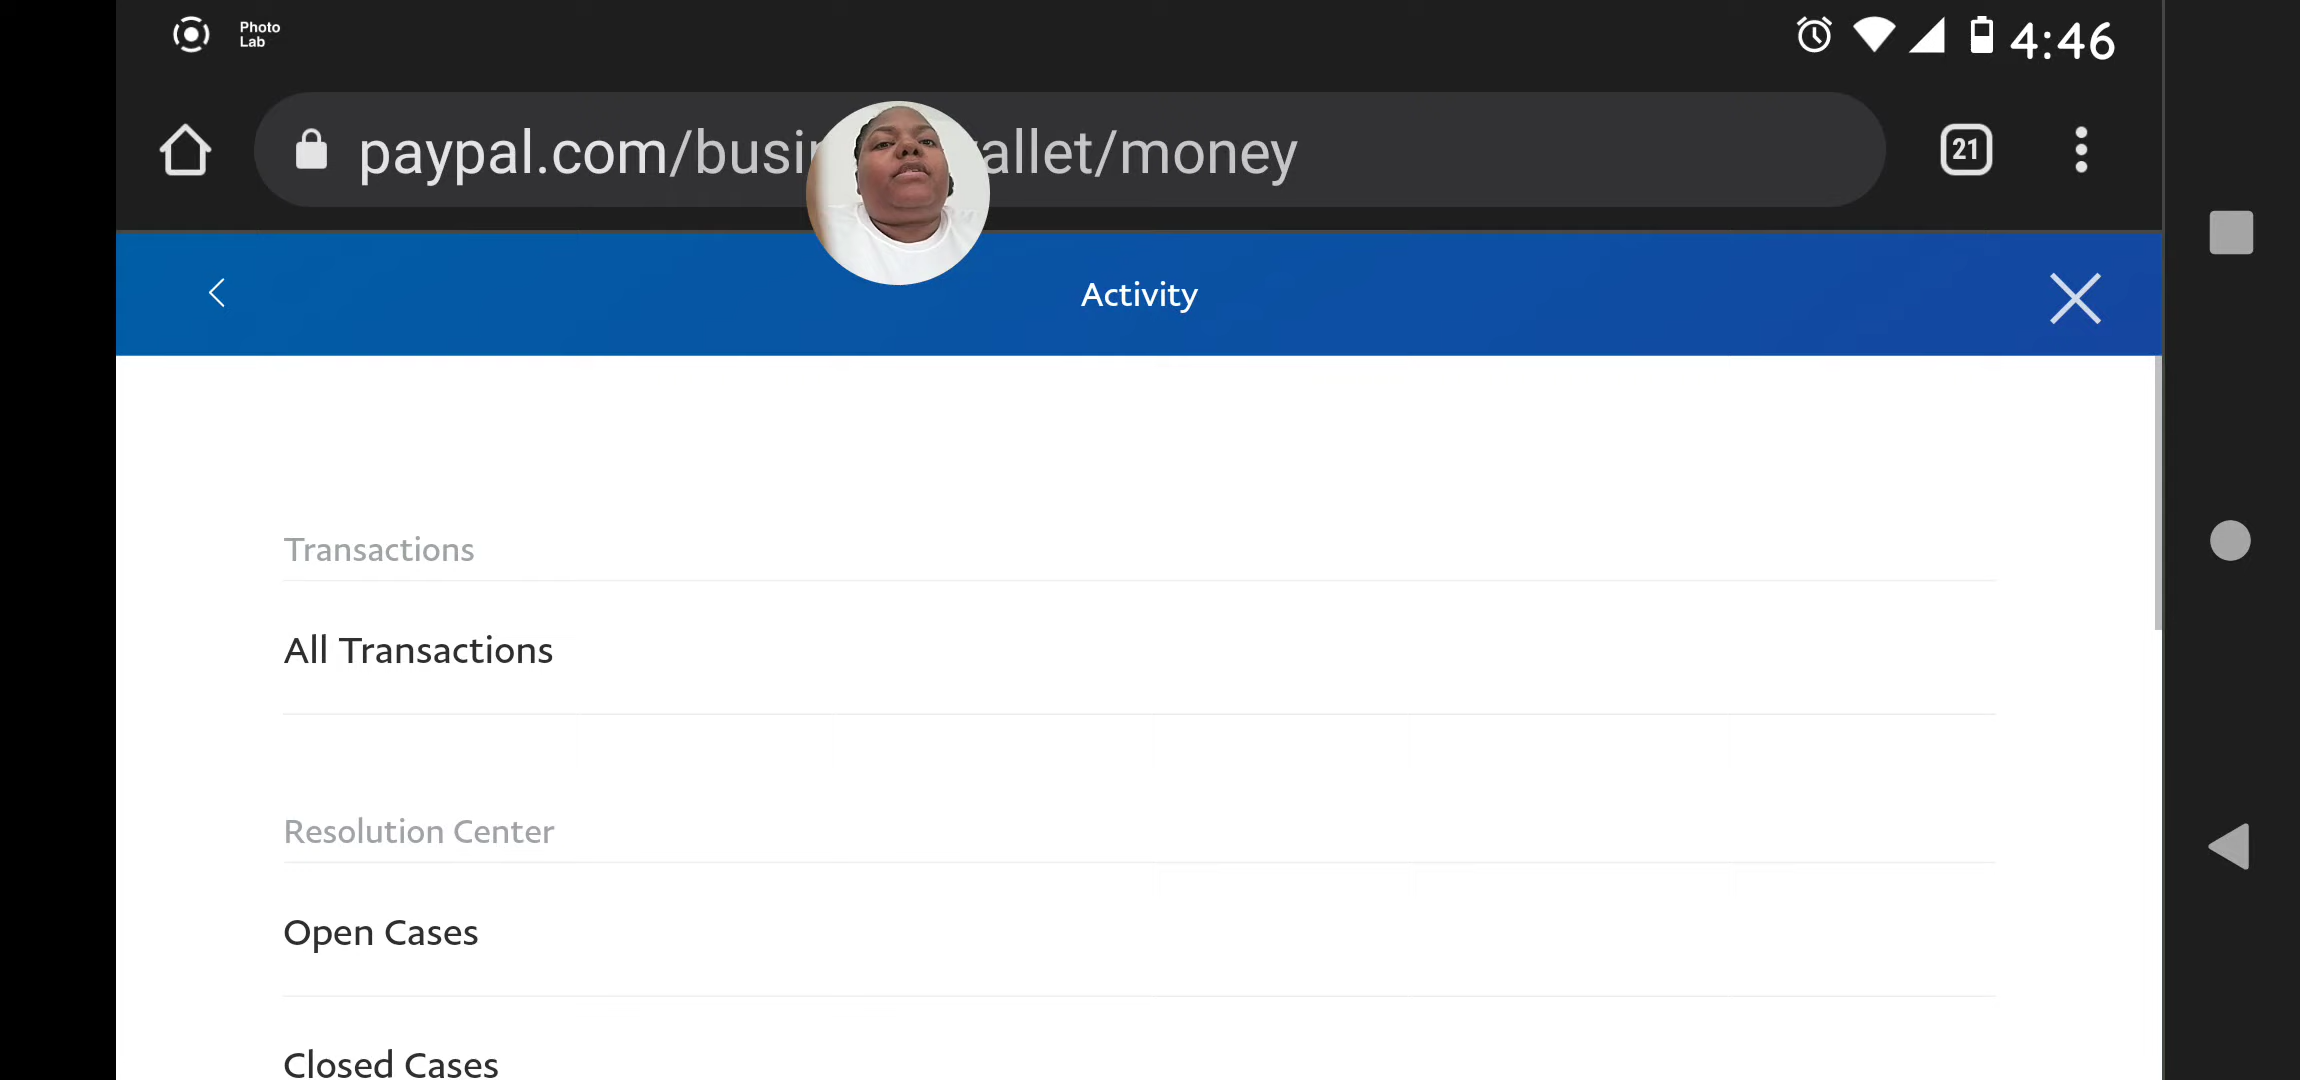 Photo
Lab
4:46
paypal.com/busi allet/money
21
Activity
Transactions
All Transactions
Resolution Center
Open Cases
Closed Cases